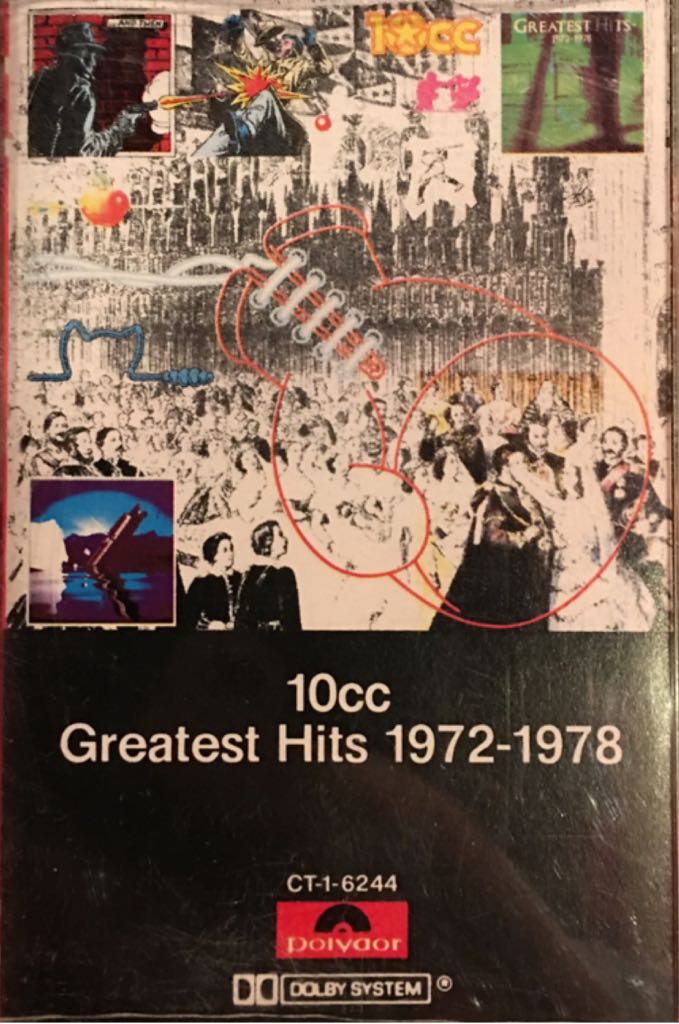 ...AND THEN
10CC
GREATEST HITS
1972-1978
10cc
Greatest Hits 1972-1978
CT-1-6244
polydor
DOLBY SYSTEM ®